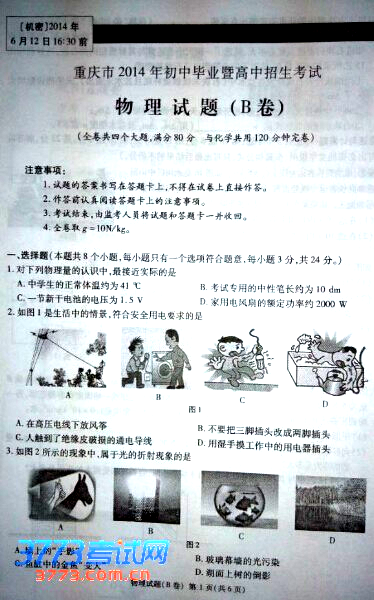 [机密]2014年
6月12日16:30前
重庆市2014年初中毕业暨高中招生考试
物理试题(B卷)
(全卷共四个大题,满分80分 与化学共用120分钟完卷)
注意事项:
1.试题的答案书写在答题卡上,不得在试卷上直接作答。
2.作答前认真阅读答题卡上的注意事项。
3.考试结束,由监考人员将试题和答题卡一并收回。
4.全卷取g=10N/kg。
一、选择题(本题共8个小题,每小题只有一个选项符合题意,每小题3分,共24分。)
1.对下列物理量的认识中,最接近实际的是
A.中学生的正常体温约为41 ℃ B.考试专用的中性笔长约为10 dm
C.一节新干电池的电压为1.5 V D.家用电风扇的额定功率约2000 W
2.如图1是生活中的情景,符合安全用电要求的是
A B C D
图1
A.在高压电线下放风筝 B.不要把三脚插头改成两脚插头
C.人触到了绝缘皮破损的通电导线 D.用湿手摸工作中的用电器插头
3.如图2所示的现象中,属于光的折射现象的是
A B C D
图2
A.墙上的"手影" B.玻璃幕墙的光污染
C.鱼缸中的金鱼"变大" D.湖面上树的倒影
物理试题(B卷) 第1页(共6页)
3773考试网
www.3773.com.cn